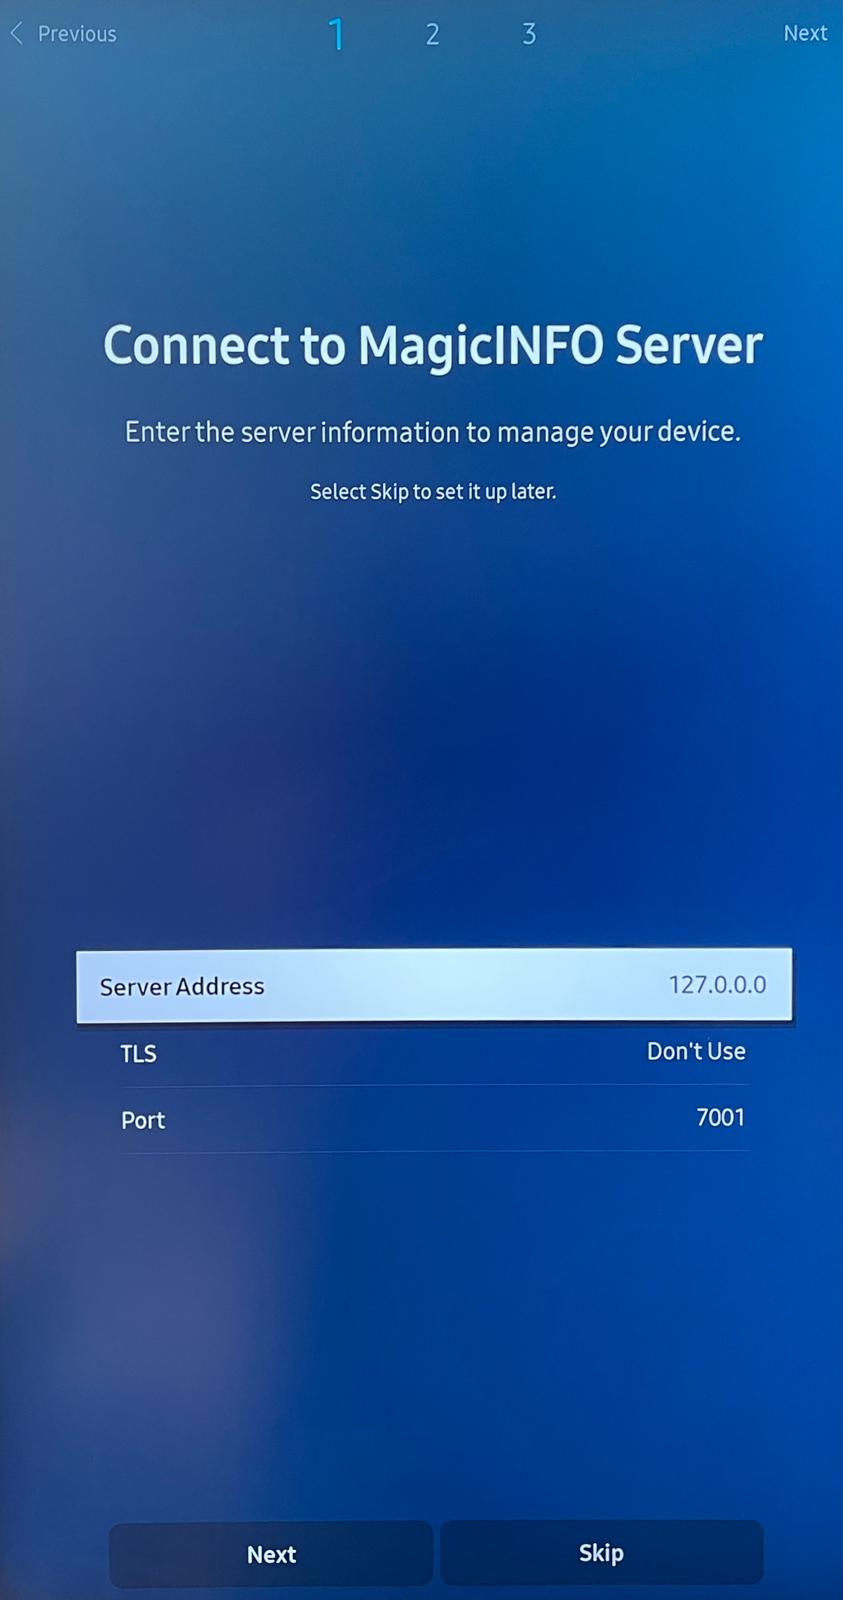 Previous 1 2 3 Next
Connect to MagicINFO Server
Enter the server information to manage your device.
Select Skip to set it up later.
Server Address 127.0.0.0
TLS Don't Use
Port 7001
Next Skip